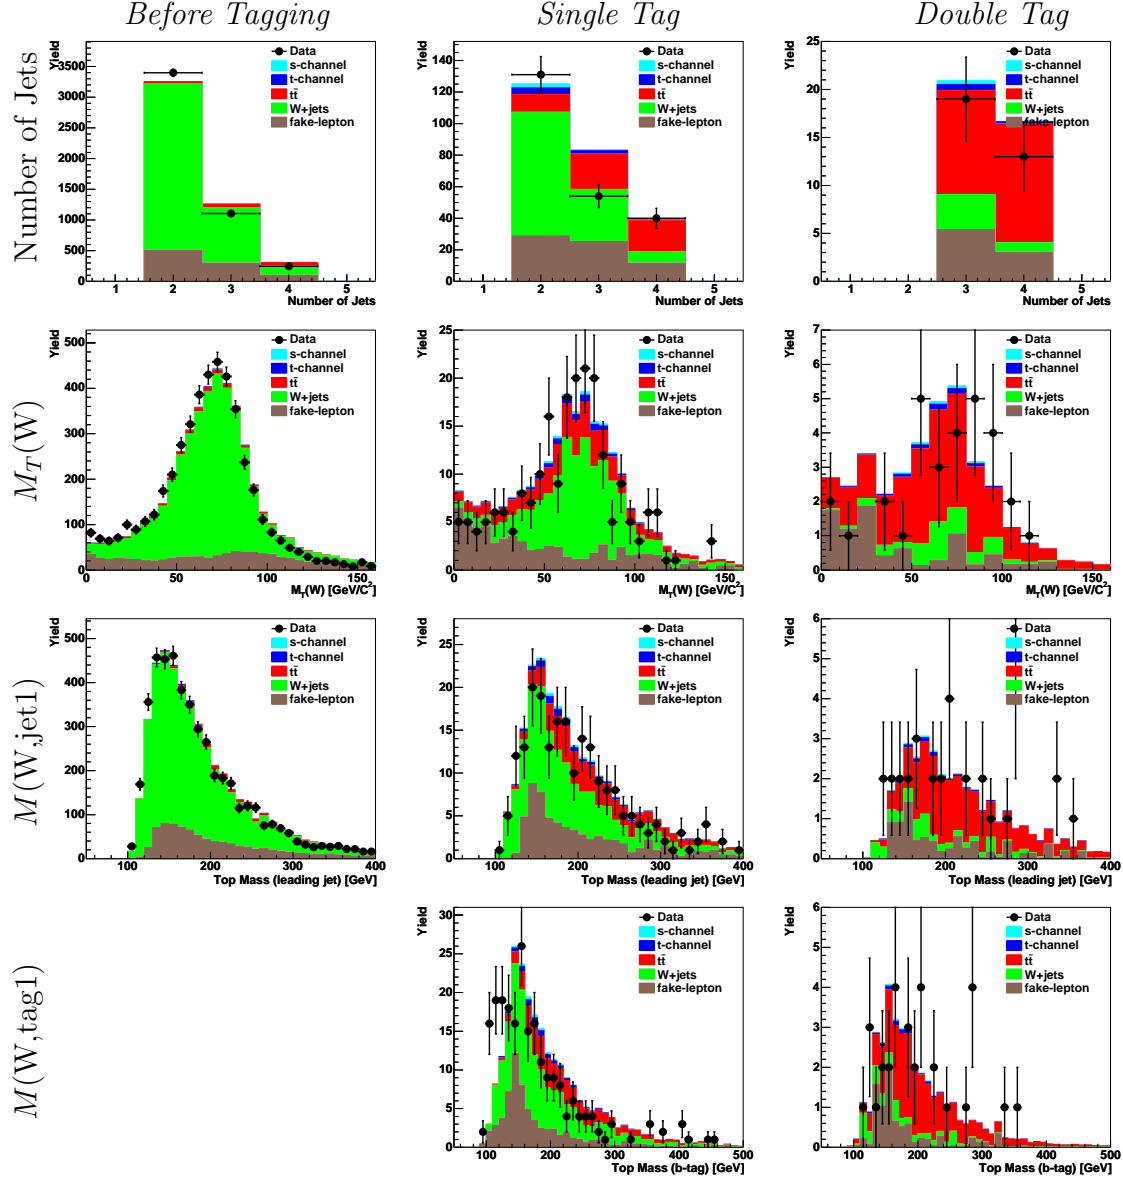 Before Tagging
Single Tag
Double Tag
Number of Jets
Yield
3500
3000
2500
2000
1500
1000
500
0
1 2 3 4 5
Number of Jets
Data
s-channel
t-channel
tt̄
W+jets
fake-lepton
Yield
140
120
100
80
60
40
20
0
1 2 3 4 5
Number of Jets
Data
s-channel
t-channel
tt̄
W+jets
fake-lepton
Yield
25
20
15
10
5
0
1 2 3 4 5
Number of Jets
Data
s-channel
t-channel
tt̄
W+jets
fake-lepton
M_T(W)
Yield
500
400
300
200
100
0
0 50 100 150
M_T(W) [GeV/C²]
Data
s-channel
t-channel
tt̄
W+jets
fake-lepton
Yield
25
20
15
10
5
0
0 50 100 150
M_T(W) [GeV/C²]
Data
s-channel
t-channel
tt̄
W+jets
fake-lepton
Yield
7
6
5
4
3
2
1
0
0 50 100 150
M_T(W) [GeV/C²]
Data
s-channel
t-channel
tt̄
W+jets
fake-lepton
M(W,jet1)
Yield
500
400
300
200
100
0
100 200 300 400
Top Mass (leading jet) [GeV]
Data
s-channel
t-channel
tt̄
W+jets
fake-lepton
Yield
25
20
15
10
5
0
100 200 300 400
Top Mass (leading jet) [GeV]
Data
s-channel
t-channel
tt̄
W+jets
fake-lepton
Yield
6
5
4
3
2
1
0
100 200 300 400
Top Mass (leading jet) [GeV]
Data
s-channel
t-channel
tt̄
W+jets
fake-lepton
M(W,tag1)
Yield
30
25
20
15
10
5
0
100 200 300 400 500
Top Mass (b-tag) [GeV]
Data
s-channel
t-channel
tt̄
W+jets
fake-lepton
Yield
6
5
4
3
2
1
0
100 200 300 400 500
Top Mass (b-tag) [GeV]
Data
s-channel
t-channel
tt̄
W+jets
fake-lepton